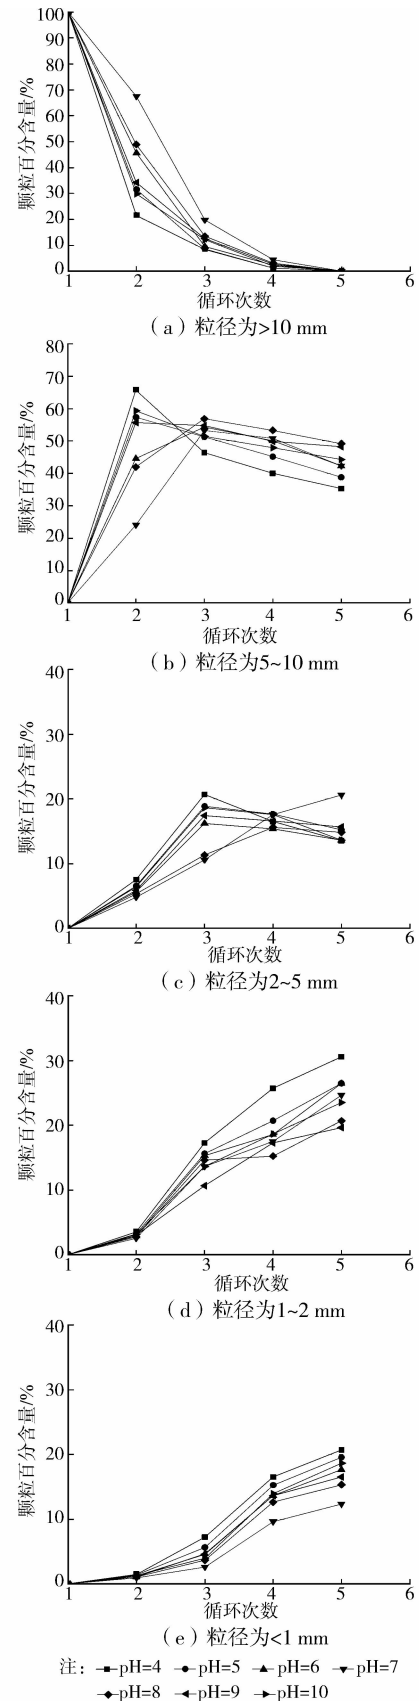 颗粒百分含量/%
100
90
80
70
60
50
40
30
20
10
0
1 2 3 4 5 6
循环次数
（a）粒径为>10 mm
颗粒百分含量/%
80
70
60
50
40
30
20
10
0
1 2 3 4 5 6
循环次数
（b）粒径为5~10 mm
颗粒百分含量/%
40
30
20
10
0
1 2 3 4 5 6
循环次数
（c）粒径为2~5 mm
颗粒百分含量/%
40
30
20
10
0
1 2 3 4 5 6
循环次数
（d）粒径为1~2 mm
颗粒百分含量/%
40
30
20
10
0
1 2 3 4 5 6
循环次数
（e）粒径为<1 mm
注： pH=4 pH=5 pH=6 pH=7
pH=8 pH=9 pH=10